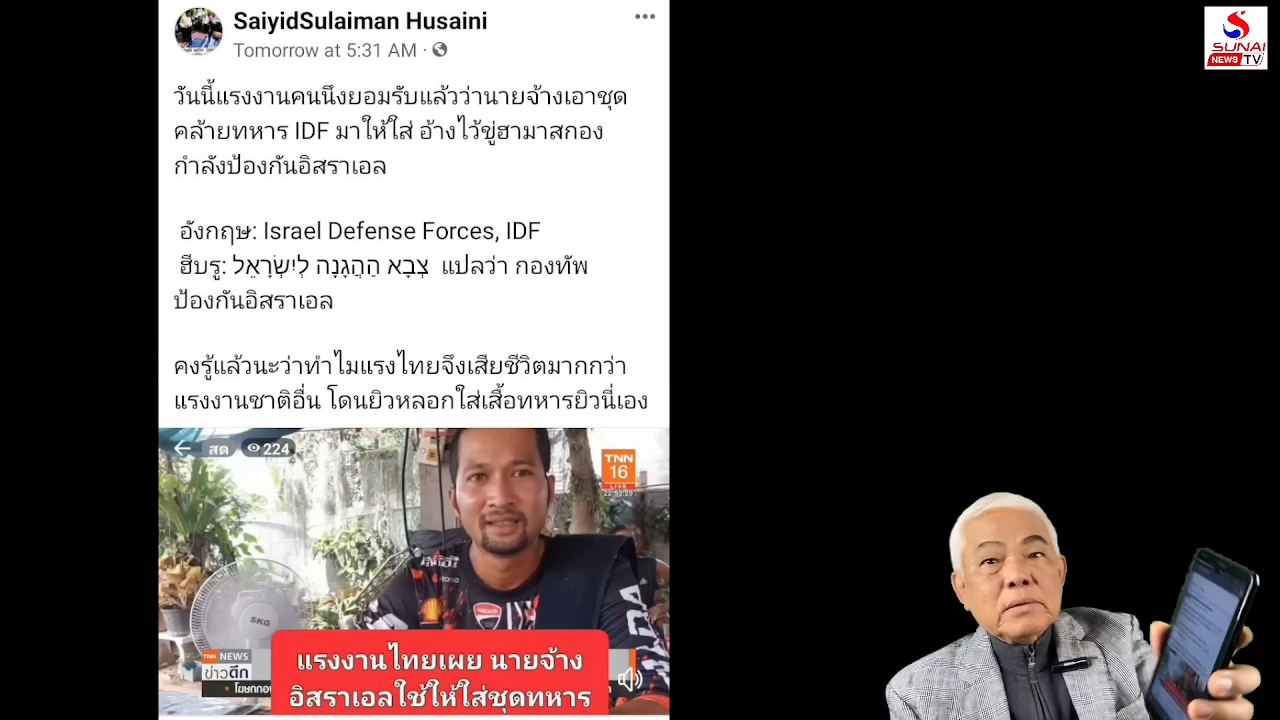 SaiyidSulaiman Husaini
Tomorrow at 5:31 AM ·
วันนี้แรงงานคนนึงยอมรับแล้วว่านายจ้างเอาชุด
คล้ายทหาร IDF มาให้ใส่ อ้างไว้ขู่ฮามาสกอง
กำลังป้องกันอิสราเอล
อังกฤษ: Israel Defense Forces, IDF
ฮีบรู: צְבָא הַהֲגָנָה לְיִשְׂרָאֵל แปลว่า กองทัพ
ป้องกันอิสราเอล
คงรู้แล้วนะว่าทำไมแรงไทยจึงเสียชีวิตมากกว่า
แรงงานชาติอื่น โดนยิวหลอกใส่เสื้อทหารยิวนี่เอง
สด 224
TNN
16
LIVE
SKG
DUCATI
TNN NEWS
ข่าวดึก
แรงงานไทยเผย นายจ้าง
อิสราเอลใช้ให้ใส่ชุดทหาร
SUNAI
NEWS TV